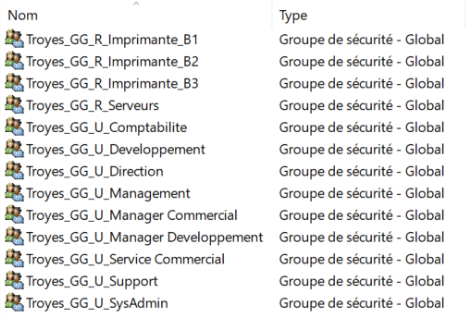 Nom Type
Troyes_GG_R_Imprimante_B1 Groupe de sécurité - Global
Troyes_GG_R_Imprimante_B2 Groupe de sécurité - Global
Troyes_GG_R_Imprimante_B3 Groupe de sécurité - Global
Troyes_GG_R_Serveurs Groupe de sécurité - Global
Troyes_GG_U_Comptabilite Groupe de sécurité - Global
Troyes_GG_U_Developpement Groupe de sécurité - Global
Troyes_GG_U_Direction Groupe de sécurité - Global
Troyes_GG_U_Management Groupe de sécurité - Global
Troyes_GG_U_Manager Commercial Groupe de sécurité - Global
Troyes_GG_U_Manager Developpement Groupe de sécurité - Global
Troyes_GG_U_Service Commercial Groupe de sécurité - Global
Troyes_GG_U_Support Groupe de sécurité - Global
Troyes_GG_U_SysAdmin Groupe de sécurité - Global